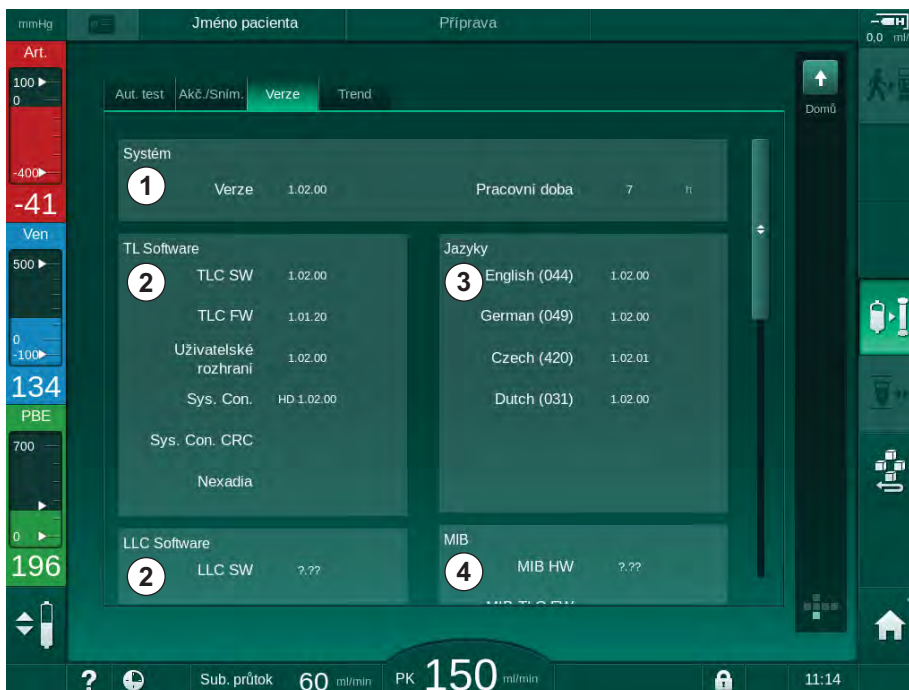 mmHg
Jméno pacienta
Příprava
0,0 ml/
Art.
100
0
-400
-41
Ven
500
0
-100
134
PBE
700
0
196
Aut. test Akč./Sním. Verze Trend
Domů
Systém
1
Verze 1.02.00
Pracovní doba 7 h
TL Software
2
TLC SW 1.02.00
TLC FW 1.01.20
Uživatelské
rozhraní 1.02.00
Sys. Con. HD 1.02.00
Sys. Con. CRC
Nexadia
Jazyky
3
English (044) 1.02.00
German (049) 1.02.00
Czech (420) 1.02.01
Dutch (031) 1.02.00
LLC Software
2
LLC SW ?.??
MIB
4
MIB HW ?.??
MIB TLC FW
? Sub. průtok 60 ml/min PK 150 ml/min 11:14